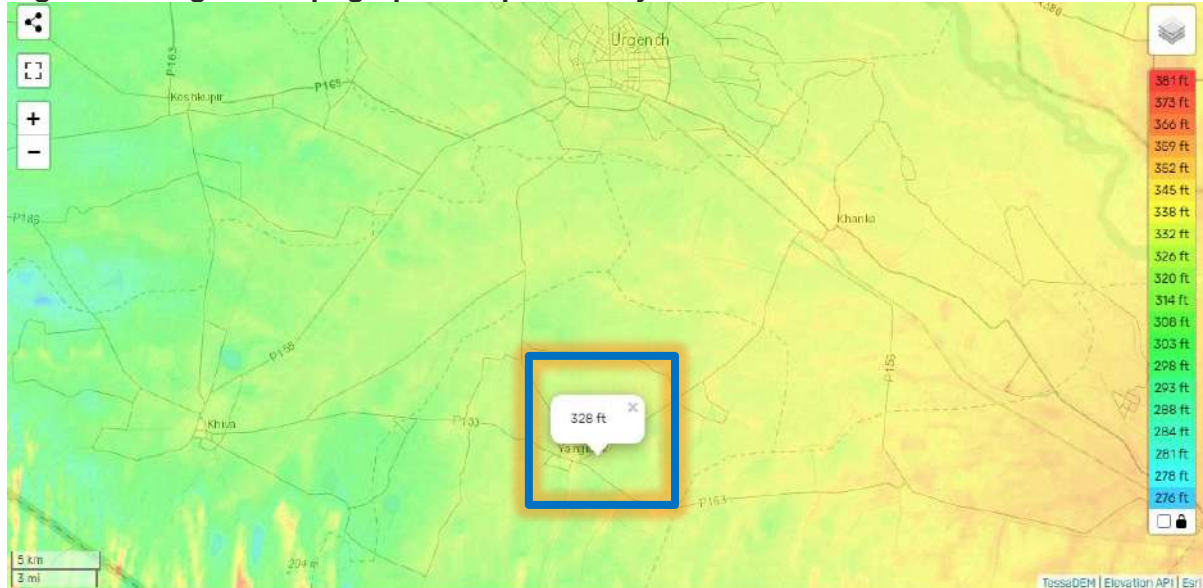 A380
Urgench
P163
Koshkupir
P165
+
−
P186
Khanka
P158
P156
328 ft ×
Khiva
P103
P163
204 m
381 ft
373 ft
366 ft
359 ft
352 ft
345 ft
338 ft
332 ft
326 ft
320 ft
314 ft
308 ft
303 ft
298 ft
293 ft
288 ft
284 ft
281 ft
278 ft
276 ft
5 km
3 mi
TessaDEM | Elevation API | Esri